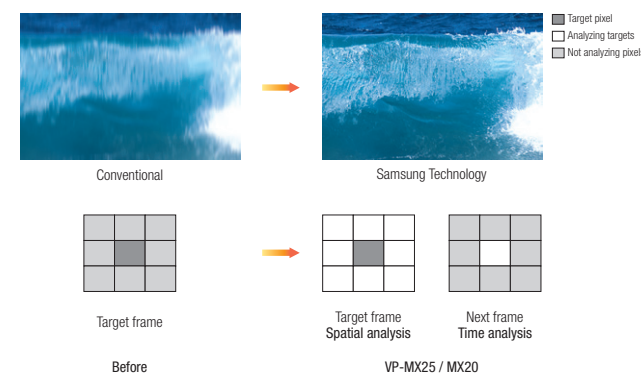 Target pixel
Analyzing targets
Not analyzing pixel
Conventional
Samsung Technology
Target frame
Target frame
Spatial analysis
Next frame
Time analysis
Before
VP-MX25 / MX20